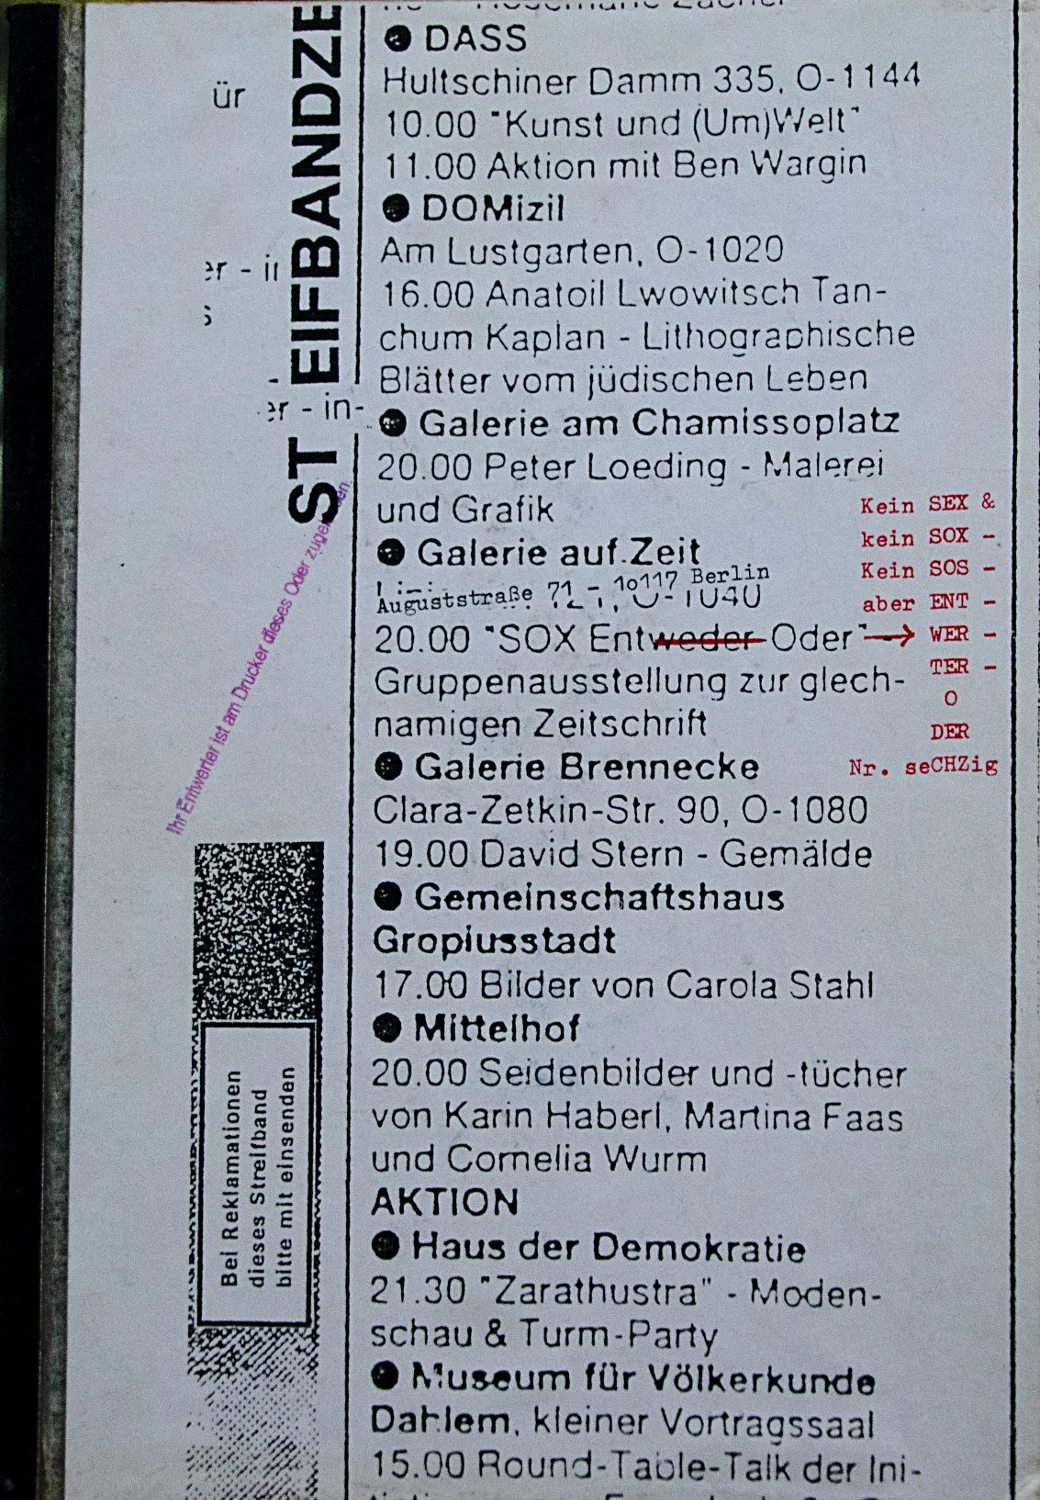 ür
er - in
s
er - in-
STREIFBANDZE
Ihr Entwerter ist am Drucker dieses Oder zugeb
Bei Reklamationen
dieses Streifband
bitte mit einsenden
DASS
Hultschiner Damm 335, O-1144
10.00 "Kunst und (Um)Welt"
11.00 Aktion mit Ben Wargin
DOMizil
Am Lustgarten, O-1020
16.00 Anatoil Lwowitsch Tan-
chum Kaplan - Lithographische
Blätter vom jüdischen Leben
Galerie am Chamissoplatz
20.00 Peter Loeding - Malerei
und Grafik
Galerie auf Zeit
Auguststraße 71 - 10117 Berlin
20.00 "SOX Entweder Oder"
Gruppenausstellung zur glech-
namigen Zeitschrift
Galerie Brennecke
Clara-Zetkin-Str. 90, O-1080
19.00 David Stern - Gemälde
Gemeinschaftshaus
Gropiusstadt
17.00 Bilder von Carola Stahl
Mittelhof
20.00 Seidenbilder und -tücher
von Karin Haberl, Martina Faas
und Cornelia Wurm
AKTION
Haus der Demokratie
21.30 "Zarathustra" - Moden-
schau & Turm-Party
Museum für Völkerkunde
Dahlem, kleiner Vortragssaal
15.00 Round-Table-Talk der Ini-
Kein SEX &
kein SOX -
Kein SOS -
aber ENT -
WER -
TER -
O
DER
Nr. seCHZig